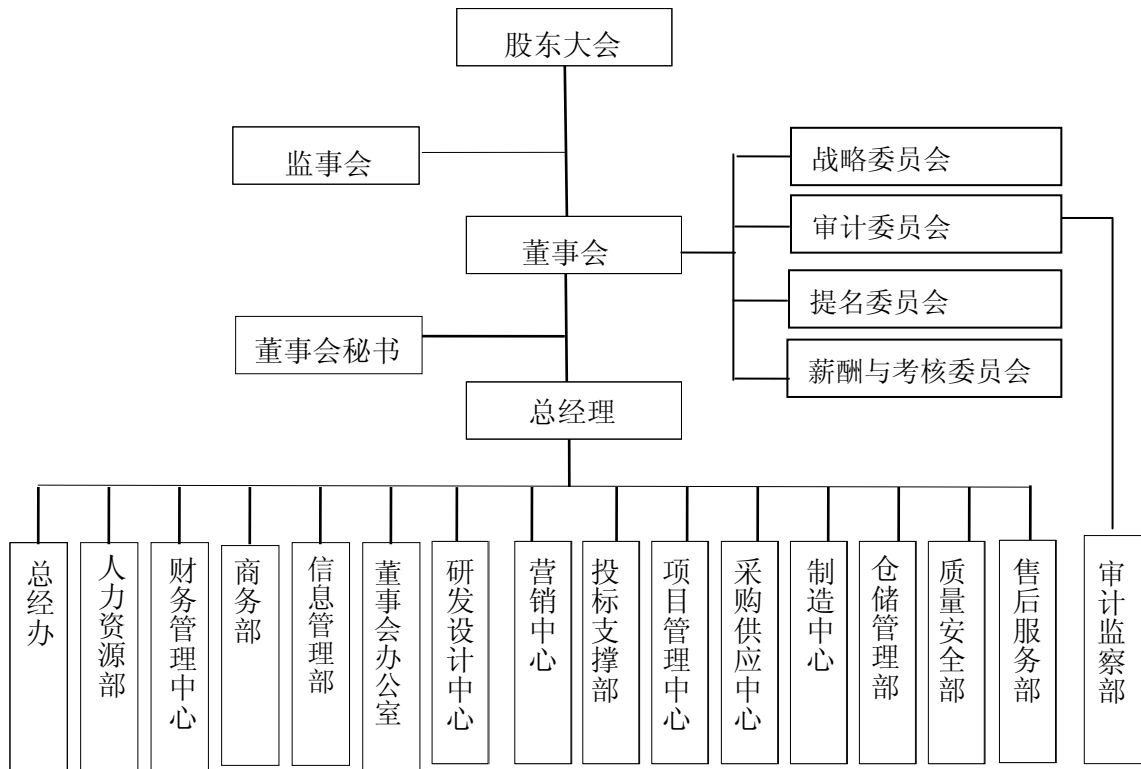 股东大会
监事会
战略委员会
审计委员会
董事会
提名委员会
董事会秘书
薪酬与考核委员会
总经理
总经办
人力资源部
财务管理中心
商务部
信息管理部
董事会办公室
研发设计中心
营销中心
投标支撑部
项目管理中心
采购供应中心
制造中心
仓储管理部
质量安全部
售后服务部
审计监察部